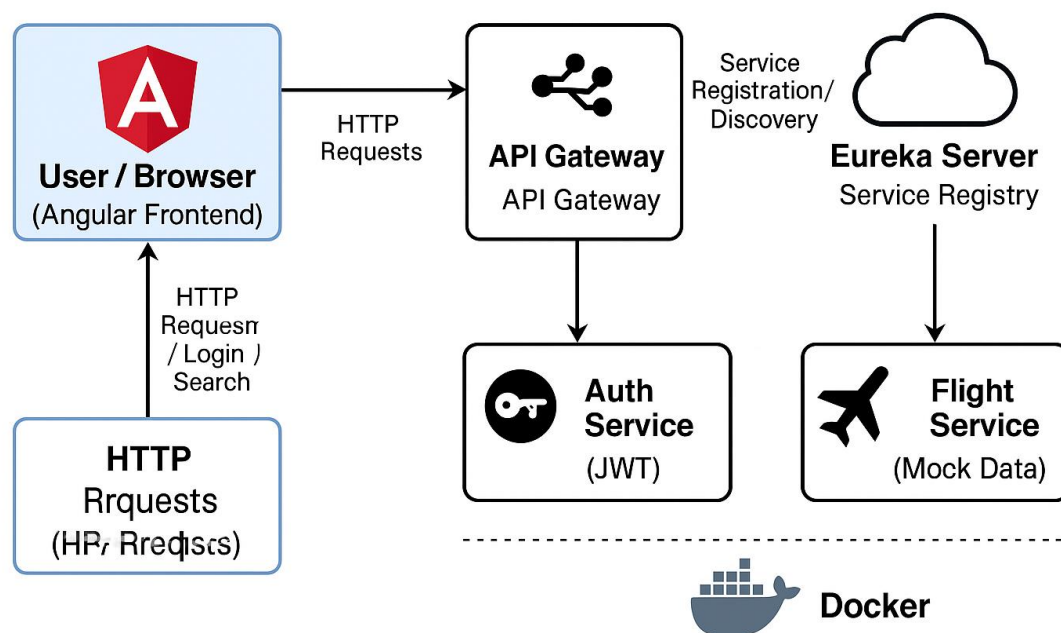 User / Browser
(Angular Frontend)
HTTP
Requests
API Gateway
API Gateway
Service
Registration/
Discovery
Eureka Server
Service Registry
HTTP
/ Login /
Search
HTTP
Rrquests
Auth
Service
(JWT)
Flight
Service
(Mock Data)
Docker